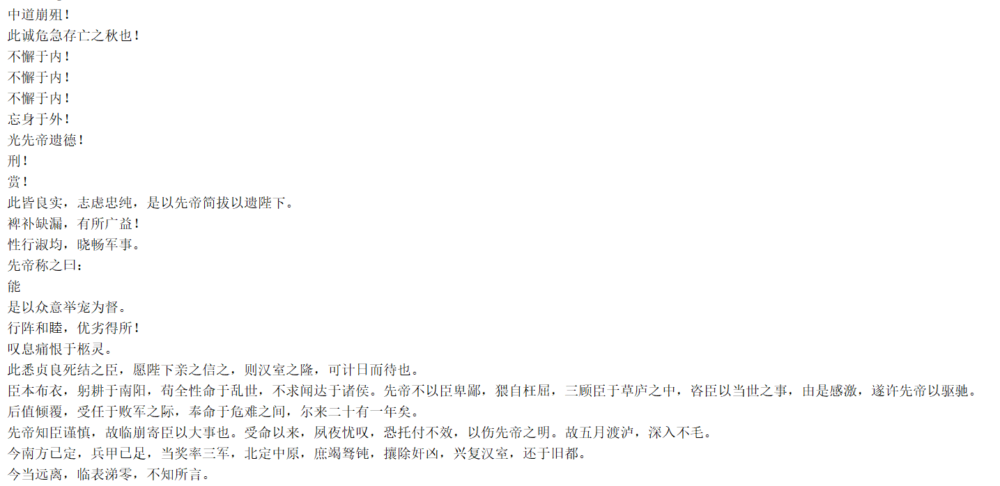 中道崩殂！
此诚危急存亡之秋也！
不懈于内！
不懈于内！
不懈于内！
忘身于外！
光先帝遗德！
刑！
赏！
此皆良实，志虑忠纯，是以先帝简拔以遗陛下。
裨补缺漏，有所广益！
性行淑均，晓畅军事。
先帝称之曰：
能
是以众意举宠为督。
行阵和睦，优劣得所！
叹息痛恨于柩灵。
此悉贞良死结之臣，愿陛下亲之信之，则汉室之隆，可计日而待也。
臣本布衣，躬耕于南阳，苟全性命于乱世，不求闻达于诸侯。先帝不以臣卑鄙，猥自枉屈，三顾臣于草庐之中，咨臣以当世之事，由是感激，遂许先帝以驱驰。
后值倾覆，受任于败军之际，奉命于危难之间，尔来二十有一年矣。
先帝知臣谨慎，故临崩寄臣以大事也。受命以来，夙夜忧叹，恐托付不效，以伤先帝之明。故五月渡泸，深入不毛。
今南方已定，兵甲已足，当奖率三军，北定中原，庶竭驽钝，攘除奸凶，兴复汉室，还于旧都。
今当远离，临表涕零，不知所言。